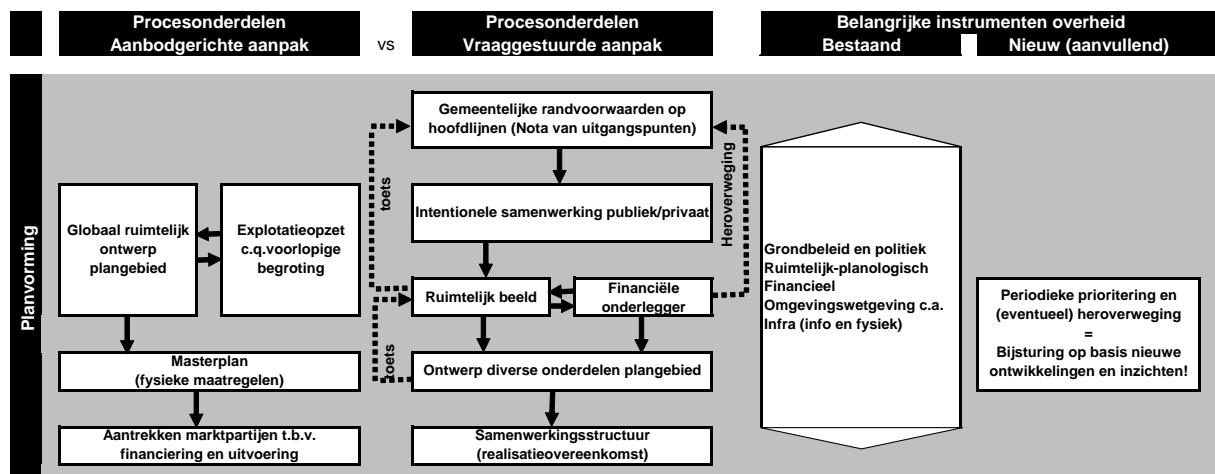 Procesonderdelen
Aanbodgerichte aanpak
vs
Procesonderdelen
Vraaggestuurde aanpak
Belangrijke instrumenten overheid
Bestaand
Nieuw (aanvullend)
Planvorming
Globaal ruimtelijk
ontwerp
plangebied
Explotatieopzet
c.q.voorlopige
begroting
Masterplan
(fysieke maatregelen)
Aantrekken marktpartijen t.b.v.
financiering en uitvoering
Gemeentelijke randvoorwaarden op
hoofdlijnen (Nota van uitgangspunten)
toets
Heroverweging
Intentionele samenwerking publiek/privaat
Ruimtelijk beeld
Financiële
onderlegger
toets
Ontwerp diverse onderdelen plangebied
Samenwerkingsstructuur
(realisatieovereenkomst)
Grondbeleid en politiek
Ruimtelijk-planologisch
Financieel
Omgevingswetgeving c.a.
Infra (info en fysiek)
Periodieke prioritering en
(eventueel) heroverweging
=
Bijsturing op basis nieuwe
ontwikkelingen en inzichten!